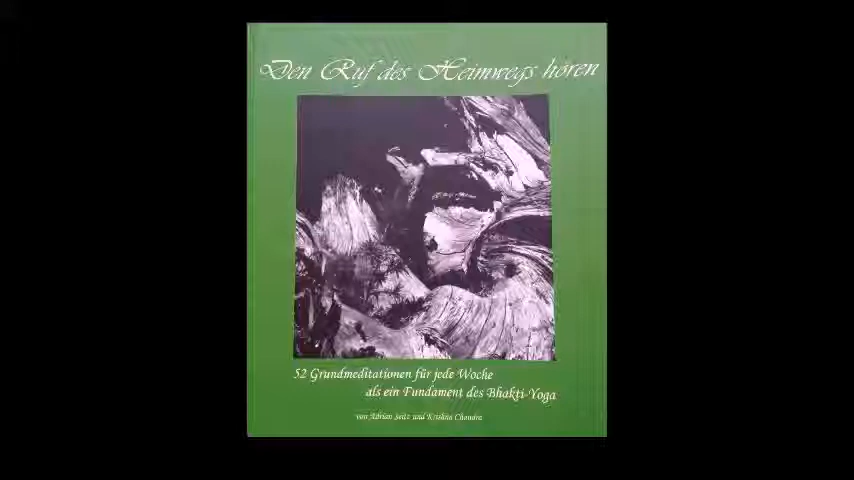 Den Ruf des Heimwegs hören
52 Grundmeditationen für jede Woche
als ein Fundament des Bhakti-Yoga
von Adrian Seitz und Krishna Chandra